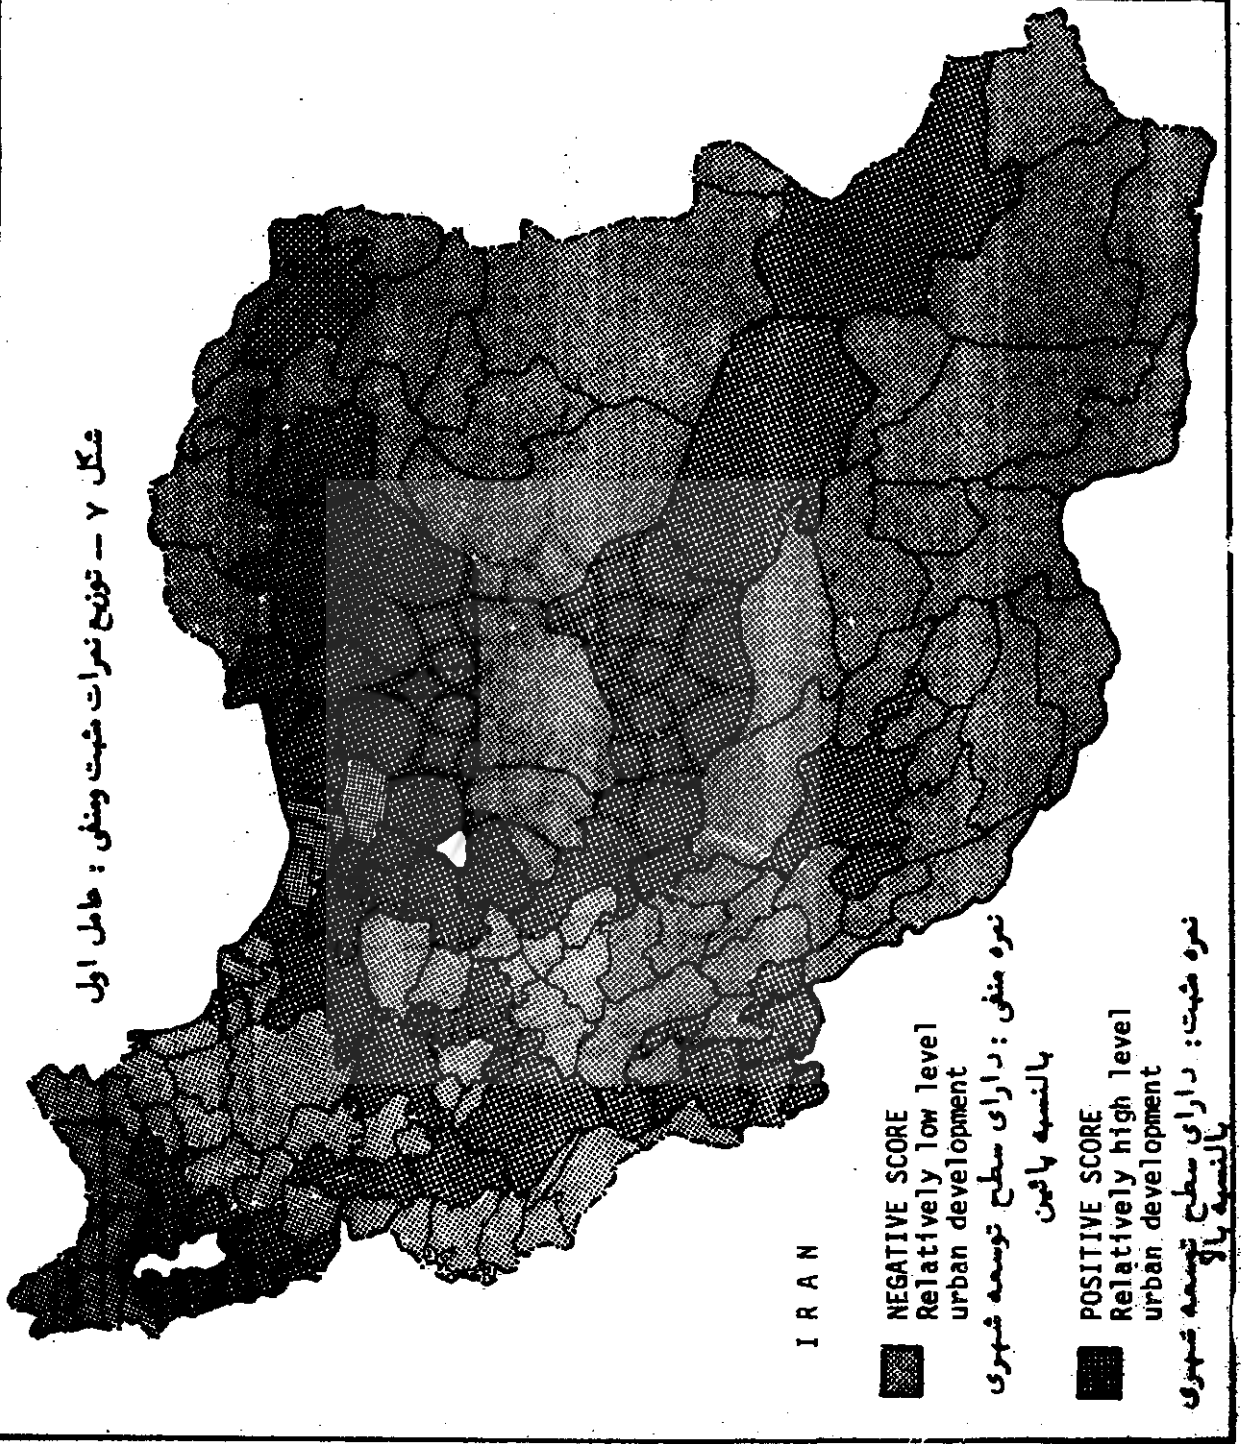 شکل ۷ — توزیع نمرات مثبت ومنفی : عامل اول
IRAN
NEGATIVE SCORE
Relatively low level
urban development
نمره منفی : دارای سطح توسعه شهری
بالنسبه پائین
POSITIVE SCORE
Relatively high level
urban development
نمره مثبت : دارای سطح توسعه شهری
بالنسبه بالا